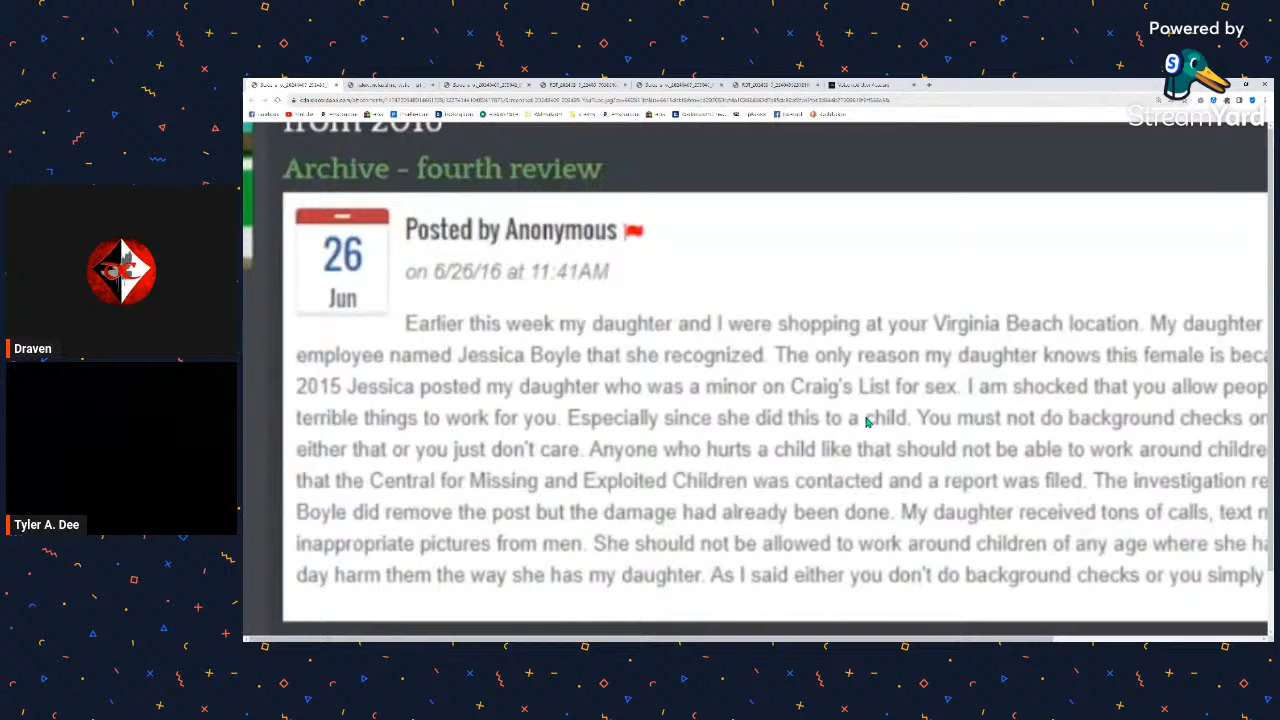 Powered by
StreamYard
from 2016
Archive - fourth review
26
Jun
Posted by Anonymous
on 6/26/16 at 11:41AM
Earlier this week my daughter and I were shopping at your Virginia Beach location. My daughter
employee named Jessica Boyle that she recognized. The only reason my daughter knows this female is beca
2015 Jessica posted my daughter who was a minor on Craig's List for sex. I am shocked that you allow peop
terrible things to work for you. Especially since she did this to a child. You must not do background checks or
either that or you just don't care. Anyone who hurts a child like that should not be able to work around childre
that the Central for Missing and Exploited Children was contacted and a report was filed. The investigation re
Boyle did remove the post but the damage had already been done. My daughter received tons of calls, text m
inappropriate pictures from men. She should not be allowed to work around children of any age where she ha
day harm them the way she has my daughter. As I said either you don't do background checks or you simply
Draven
Tyler A. Dee